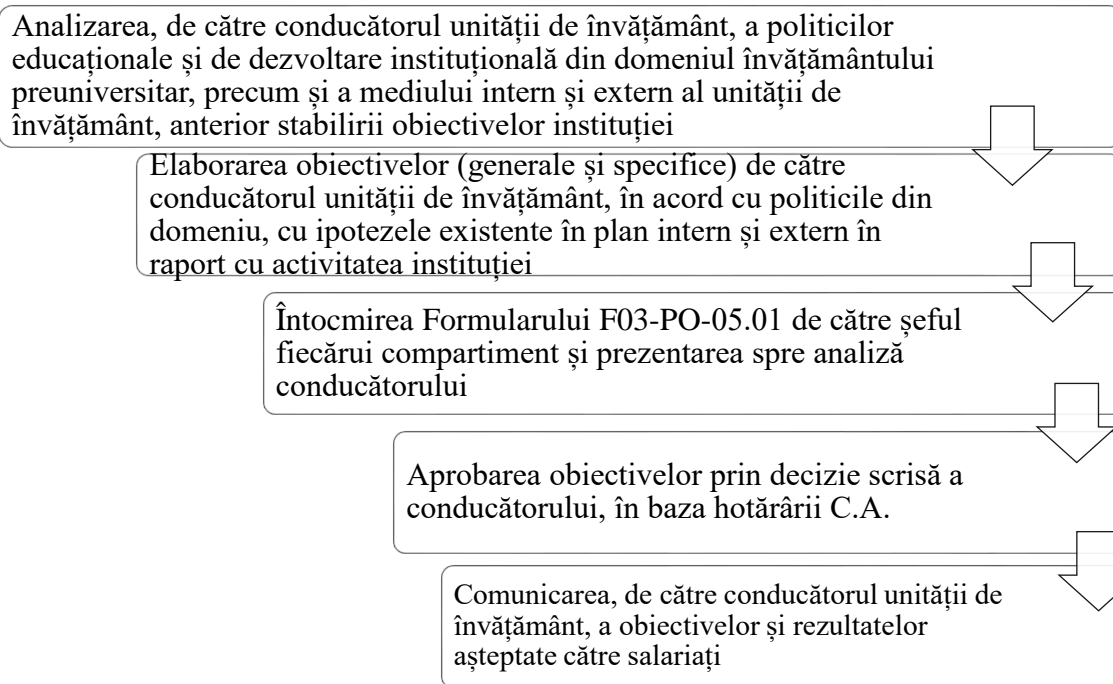 Analizarea, de către conducătorul unității de învățământ, a politicilor
educaționale și de dezvoltare instituțională din domeniul învățământului
preuniversitar, precum și a mediului intern și extern al unității de
învățământ, anterior stabilirii obiectivelor instituției
Elaborarea obiectivelor (generale și specifice) de către
conducătorul unității de învățământ, în acord cu politicile din
domeniu, cu ipotezele existente în plan intern și extern în
raport cu activitatea instituției
Întocmirea Formularului F03-PO-05.01 de către șeful
fiecărui compartiment și prezentarea spre analiză
conducătorului
Aprobarea obiectivelor prin decizie scrisă a
conducătorului, în baza hotărârii C.A.
Comunicarea, de către conducătorul unității de
învățământ, a obiectivelor și rezultatelor
așteptate către salariați